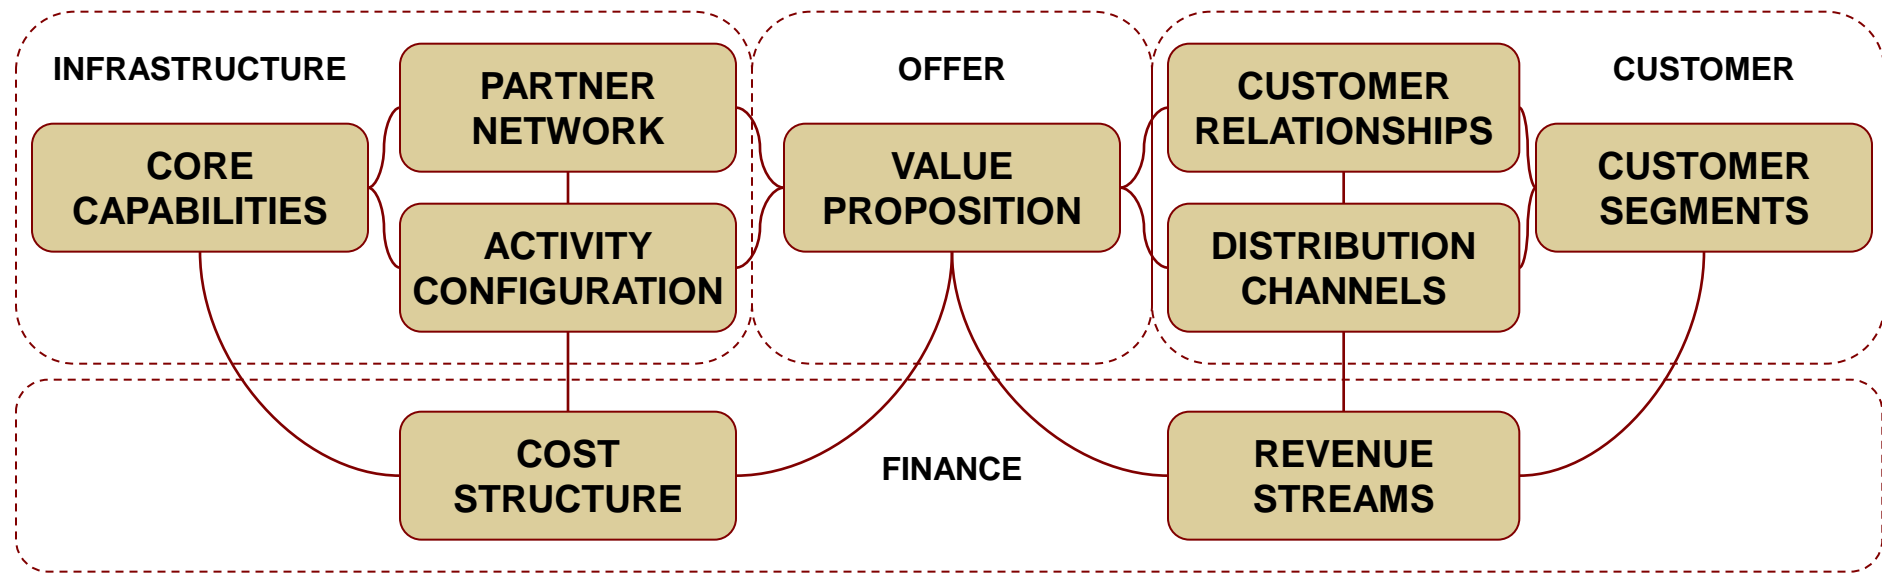 INFRASTRUCTURE
PARTNER
NETWORK
CORE
CAPABILITIES
ACTIVITY
CONFIGURATION
OFFER
VALUE
PROPOSITION
CUSTOMER
RELATIONSHIPS
CUSTOMER
CUSTOMER
SEGMENTS
DISTRIBUTION
CHANNELS
COST
STRUCTURE
FINANCE
REVENUE
STREAMS